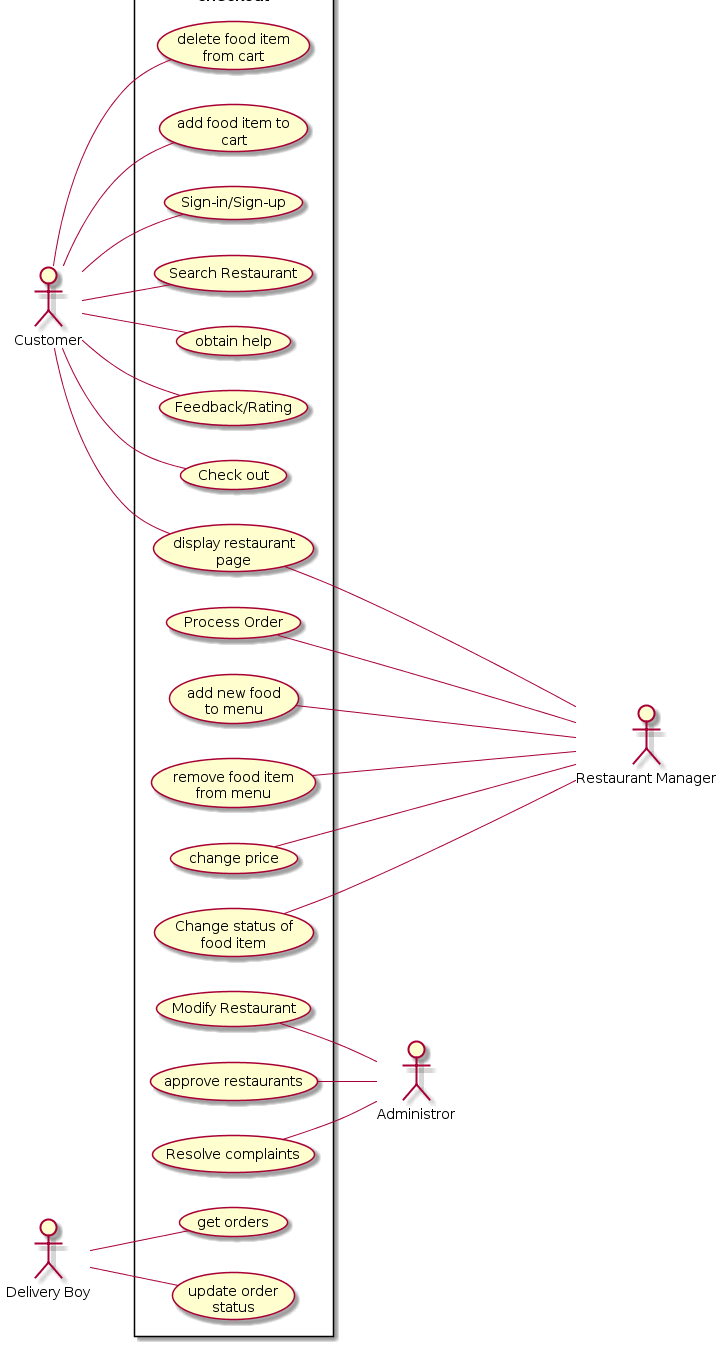 checkout
delete food item
from cart
add food item to
cart
Sign-in/Sign-up
Search Restaurant
obtain help
Customer
Feedback/Rating
Check out
display restaurant
page
Process Order
add new food
to menu
remove food item
from menu
Restaurant Manager
change price
Change status of
food item
Modify Restaurant
approve restaurants
Administror
Resolve complaints
get orders
Delivery Boy
update order
status